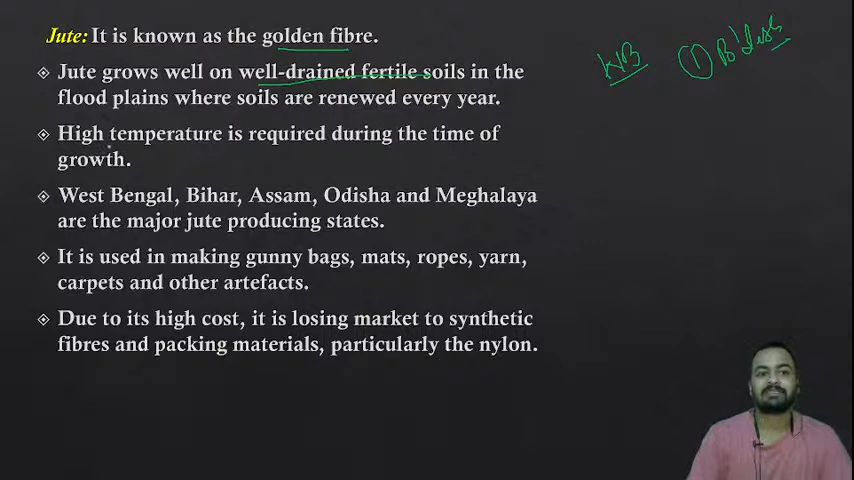 Jute: It is known as the golden fibre.
Jute grows well on well-drained fertile soils in the
flood plains where soils are renewed every year.
High temperature is required during the time of
growth.
West Bengal, Bihar, Assam, Odisha and Meghalaya
are the major jute producing states.
It is used in making gunny bags, mats, ropes, yarn,
carpets and other artefacts.
Due to its high cost, it is losing market to synthetic
fibres and packing materials, particularly the nylon.
WB
① B'desh